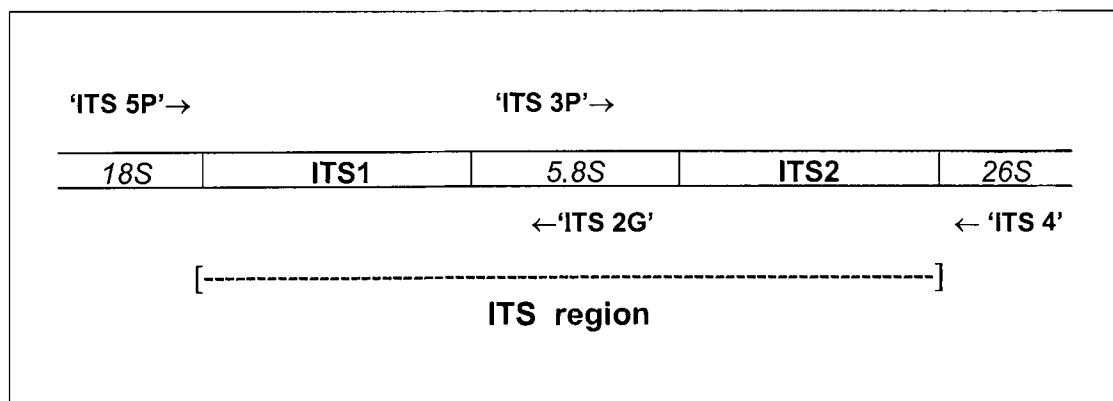 ‘ITS 5P’→ ‘ITS 3P’→
18S ITS1 5.8S ITS2 26S
←‘ITS 2G’ ← ‘ITS 4’
[--------------------------------------------------]
ITS region